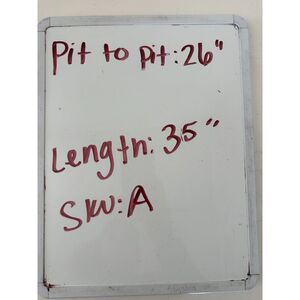 Pit to pit: 26"
Length: 35"
SKU: A